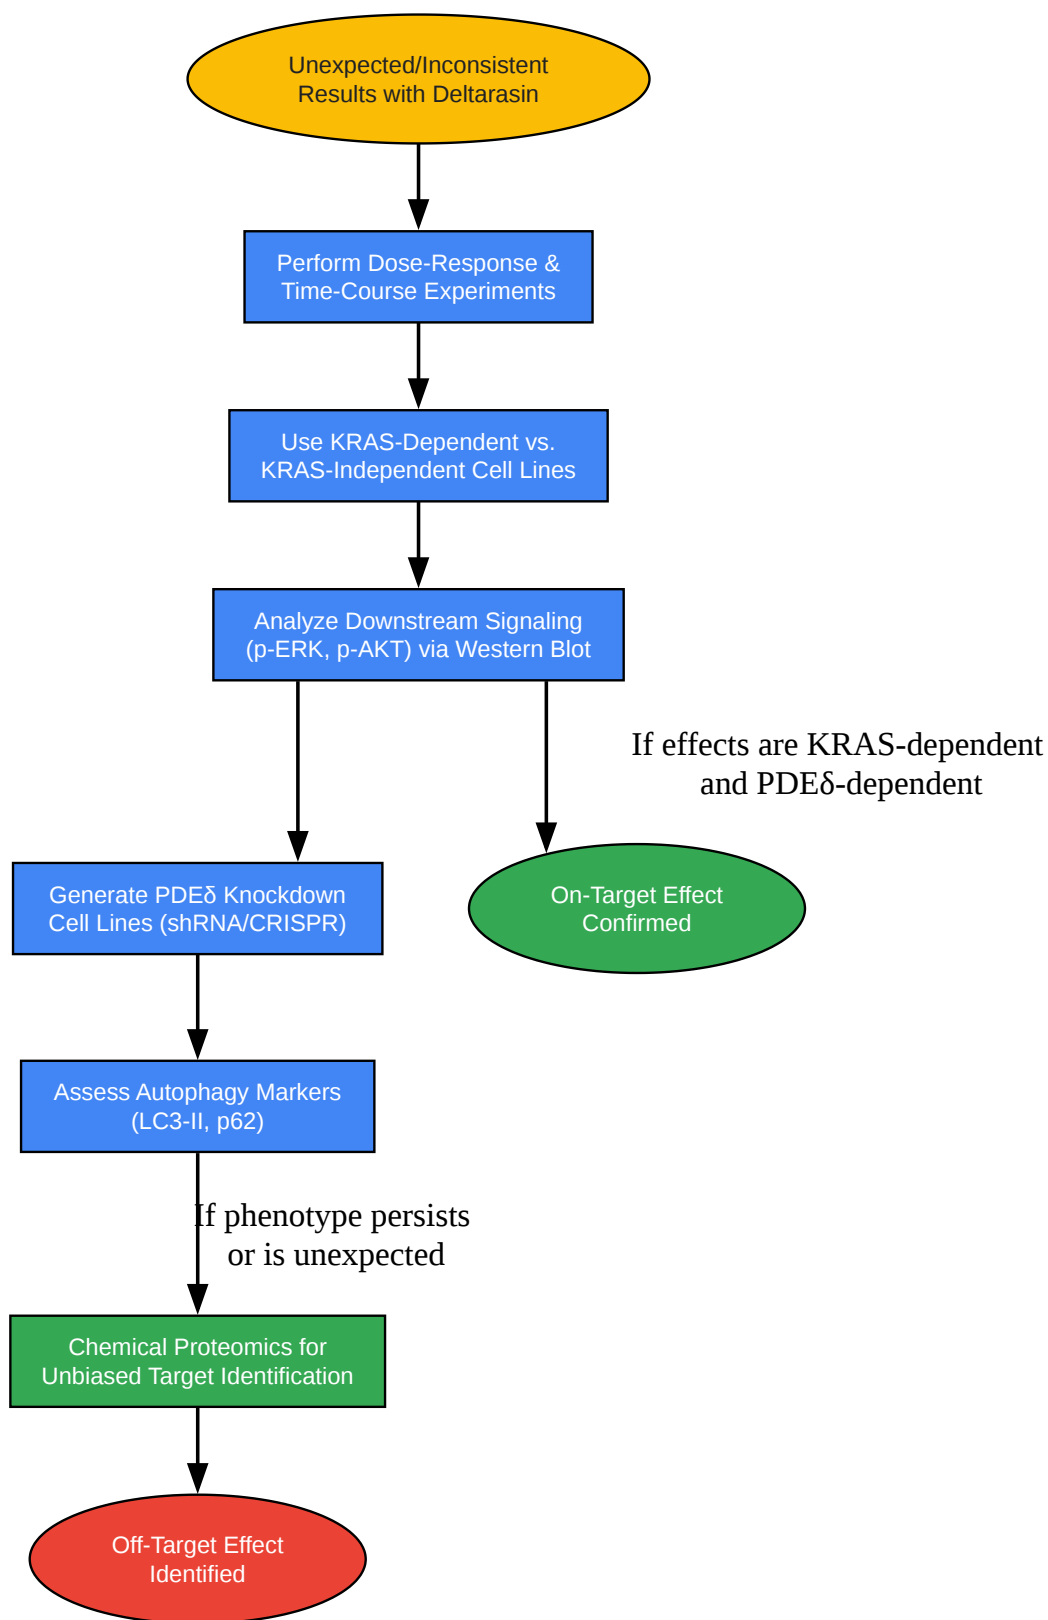 Unexpected/Inconsistent
Results with Deltarasin
Perform Dose-Response &
Time-Course Experiments
Use KRAS-Dependent vs.
KRAS-Independent Cell Lines
Analyze Downstream Signaling
(p-ERK, p-AKT) via Western Blot
If effects are KRAS-dependent
and PDEδ-dependent
Generate PDEδ Knockdown
Cell Lines (shRNA/CRISPR)
On-Target Effect
Confirmed
Assess Autophagy Markers
(LC3-II, p62)
If phenotype persists
or is unexpected
Chemical Proteomics for
Unbiased Target Identification
Off-Target Effect
Identified